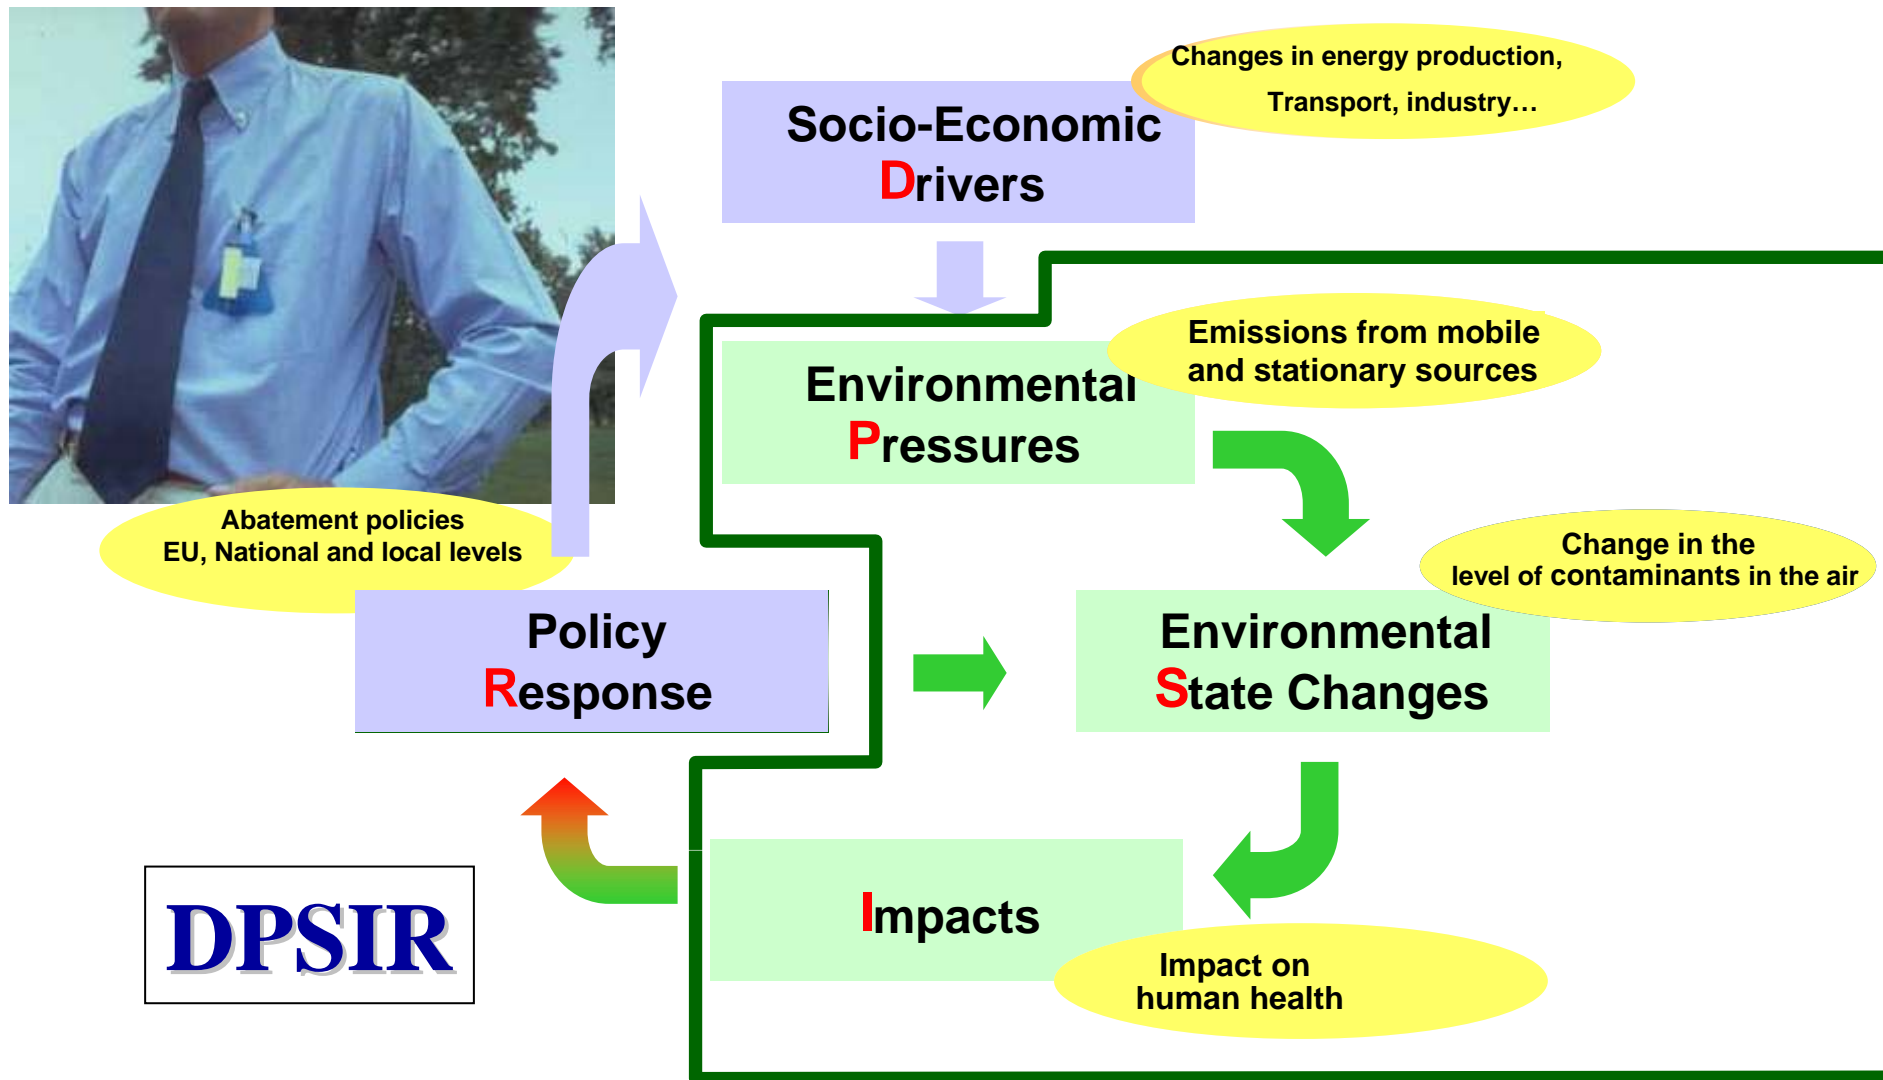 Changes in energy production,
Transport, industry…
Socio-Economic
Drivers
Emissions from mobile
and stationary sources
Environmental
Pressures
Abatement policies
EU, National and local levels
Change in the
level of contaminants in the air
Policy
Response
Environmental
State Changes
Impacts
DPSIR
Impact on
human health